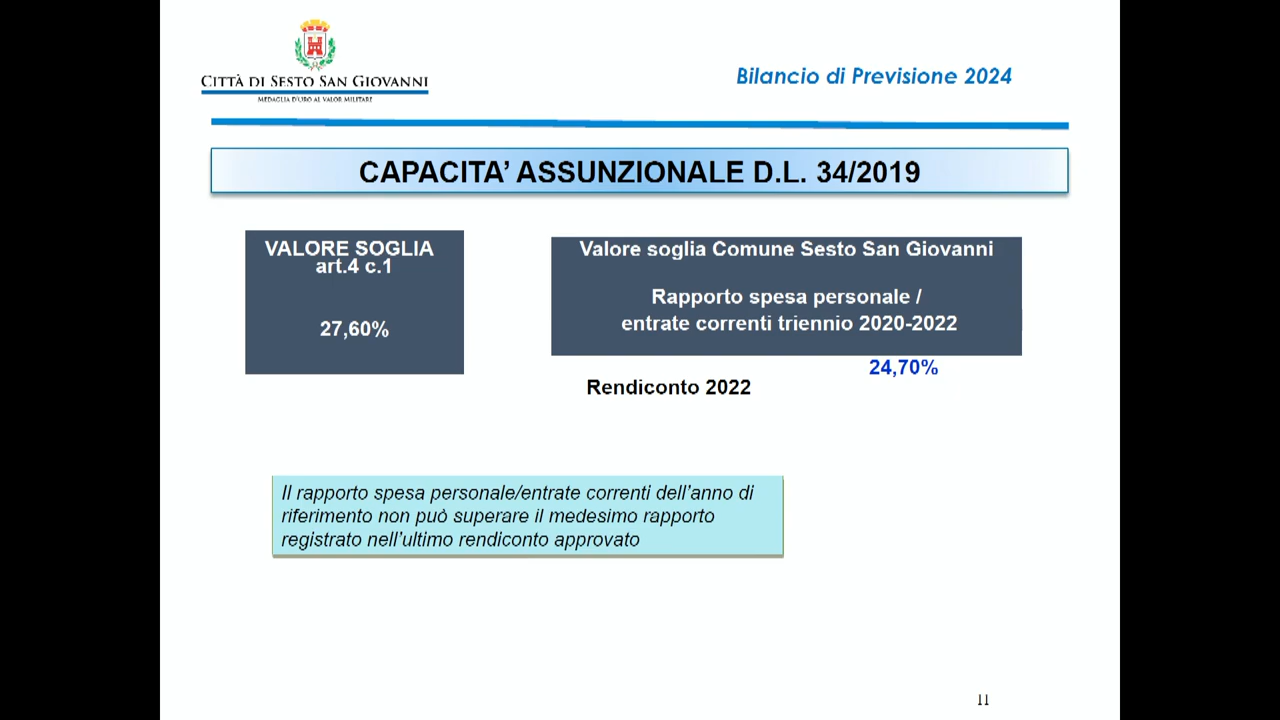 CITTÀ DI SESTO SAN GIOVANNI
MEDAGLIA D'ORO AL VALOR MILITARE
Bilancio di Previsione 2024
CAPACITA' ASSUNZIONALE D.L. 34/2019
VALORE SOGLIA
art.4 c.1
27,60%
Valore soglia Comune Sesto San Giovanni
Rapporto spesa personale /
entrate correnti triennio 2020-2022
24,70%
Rendiconto 2022
Il rapporto spesa personale/entrate correnti dell'anno di
riferimento non può superare il medesimo rapporto
registrato nell'ultimo rendiconto approvato
11